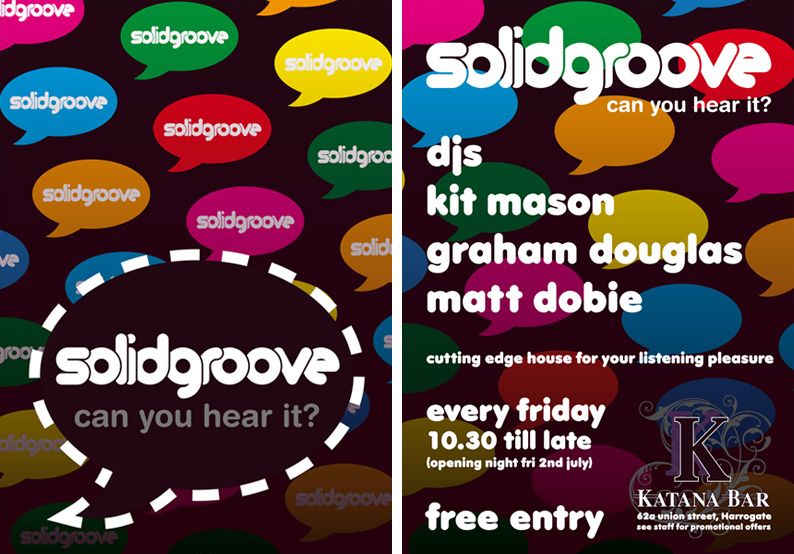 solidgroove
solidgroove
solidgroove
solidgroove
solidgroove
solidgroove
solidgroove
solidgroove
solidgroove
can you hear it?
solidgroove
solidgroove
solidgroove
can you hear it?
djs
kit mason
graham douglas
matt dobie
cutting edge house for your listening pleasure
every friday
10.30 till late
(opening night fri 2nd july)
free entry
K
KATANA BAR
62a union street, Harrogate
see staff for promotional offers